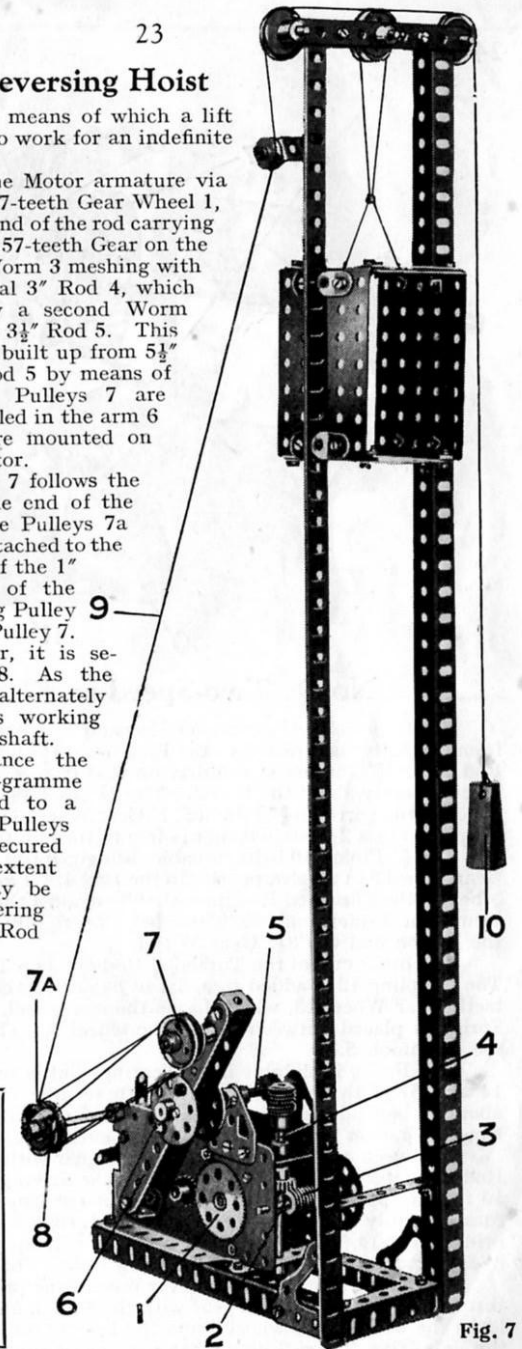 23
eversing Hoist
means of which a lift
o work for an indefinite
ne Motor armature via
7-teeth Gear Wheel 1,
end of the rod carrying
57-teeth Gear on the
Worm 3 meshing with
al 3″ Rod 4, which
a second Worm
3½″ Rod 5. This
built up from 5½″
od 5 by means of
Pulleys 7 are
led in the arm 6
re mounted on
tor.
7 follows the
e end of the
e Pulleys 7a
tached to the
f the 1″
of the
g Pulley
Pulley 7.
r, it is se-
8. As the
alternately
s working
shaft.
ance the
-gramme
d to a
Pulleys
ecured
extent
y be
ering
Rod
9
10
7A
7
5
4
3
8
6
1
2
Fig. 7